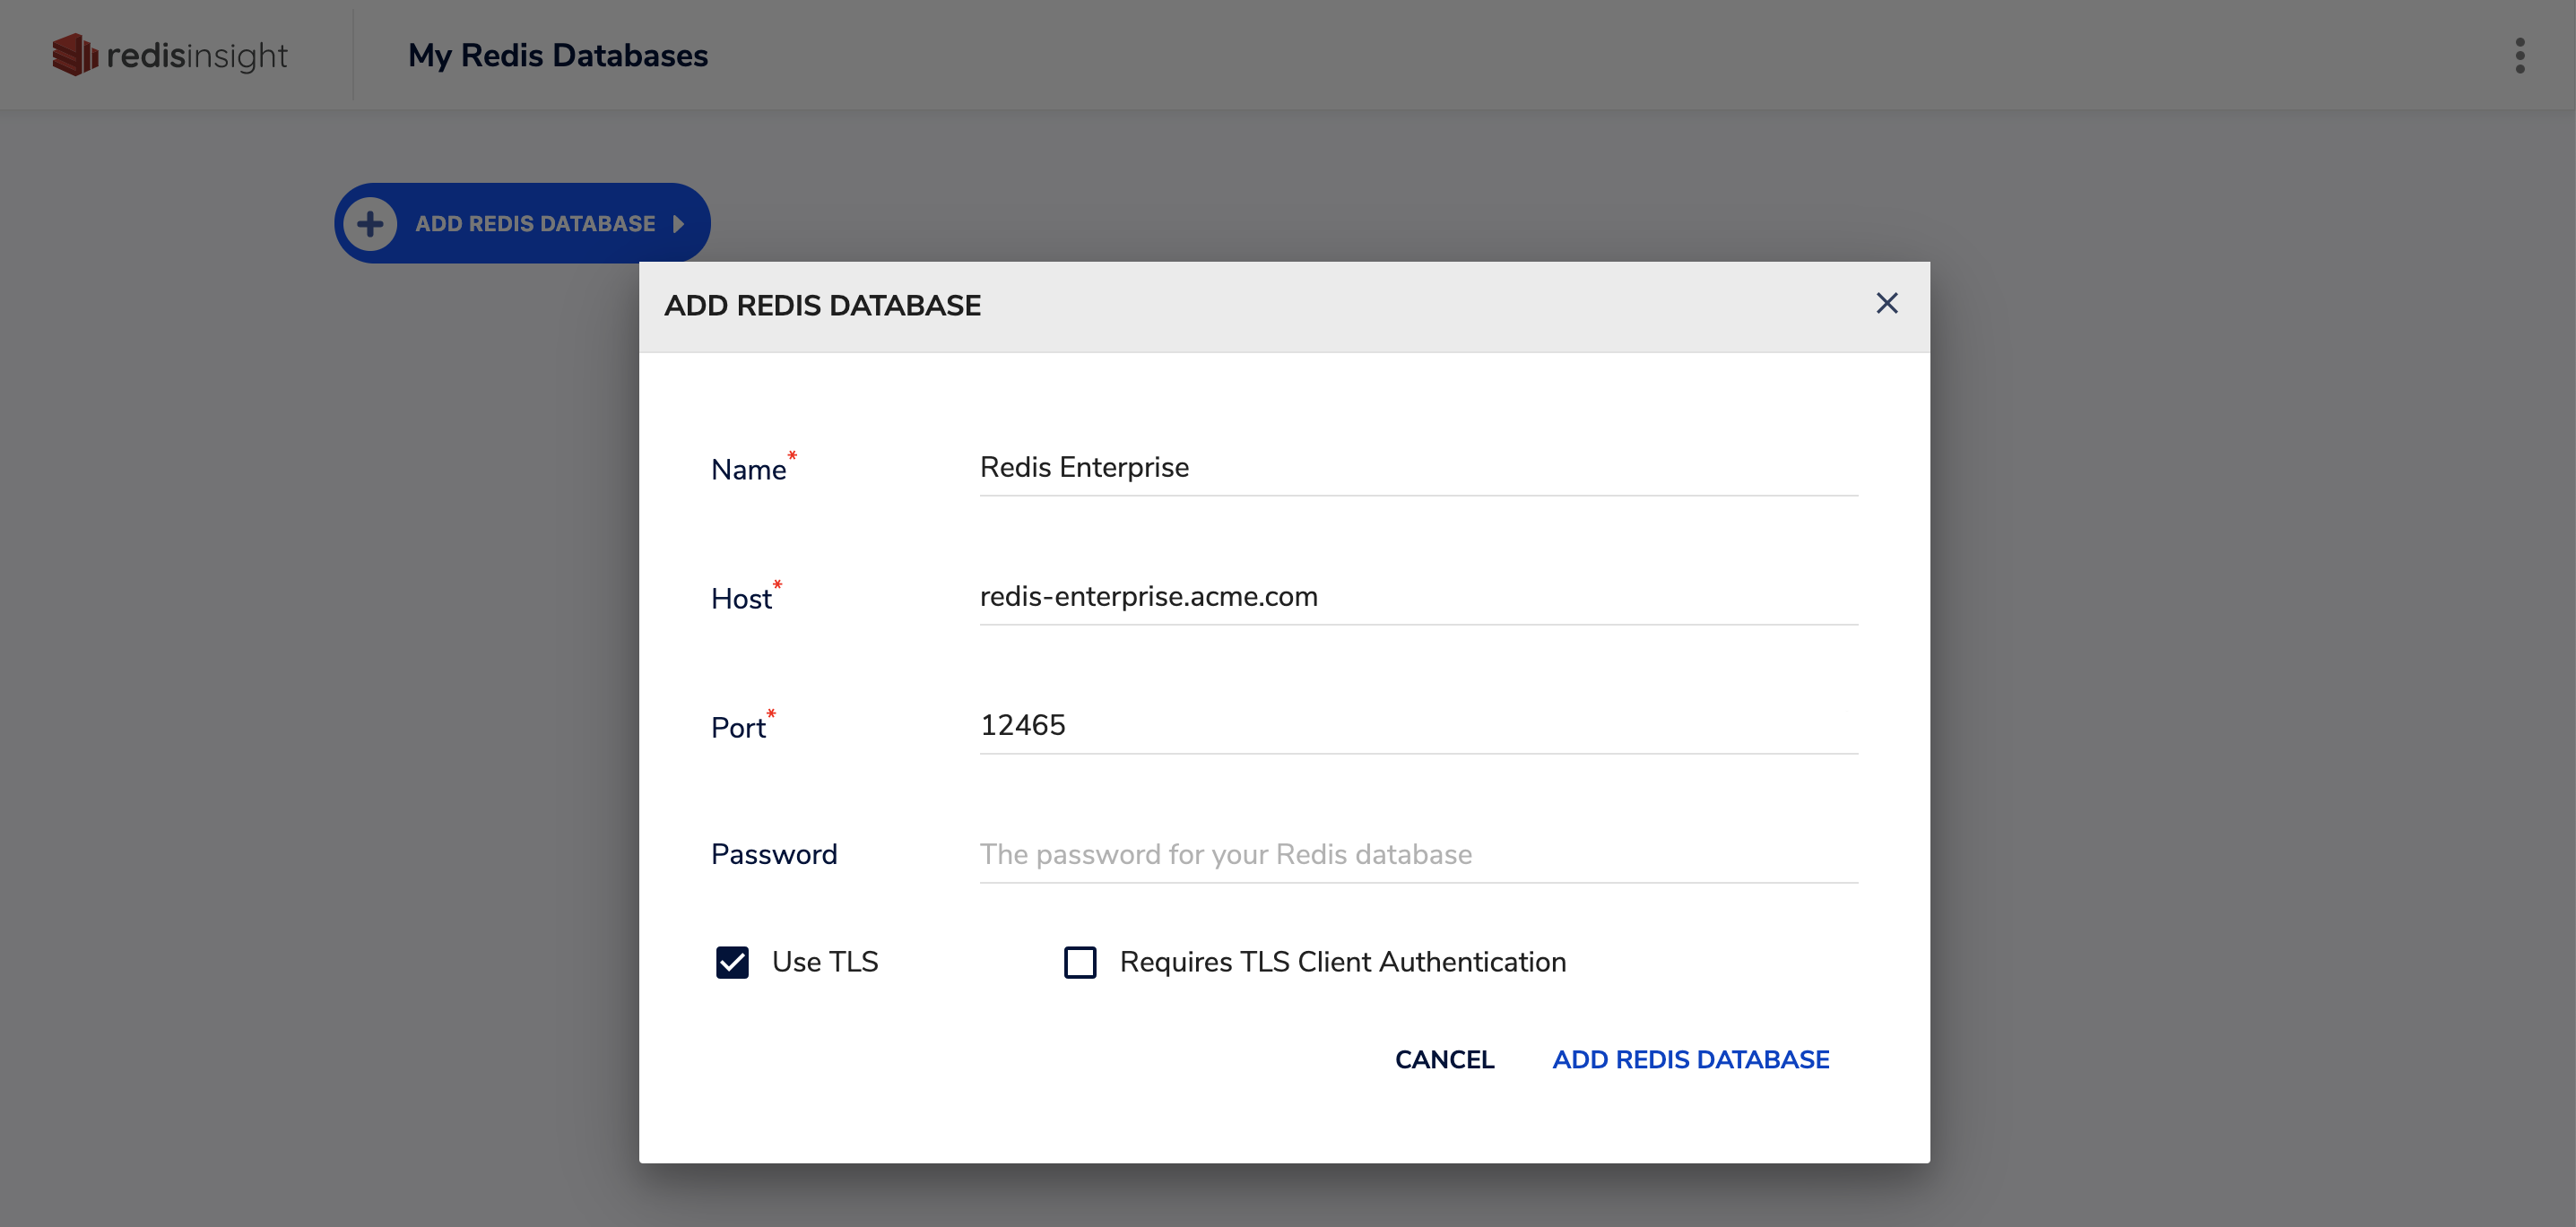 redisinsight
My Redis Databases
ADD REDIS DATABASE
ADD REDIS DATABASE
Name*
Redis Enterprise
Host*
redis-enterprise.acme.com
Port*
12465
Password
The password for your Redis database
Use TLS
Requires TLS Client Authentication
CANCEL
ADD REDIS DATABASE